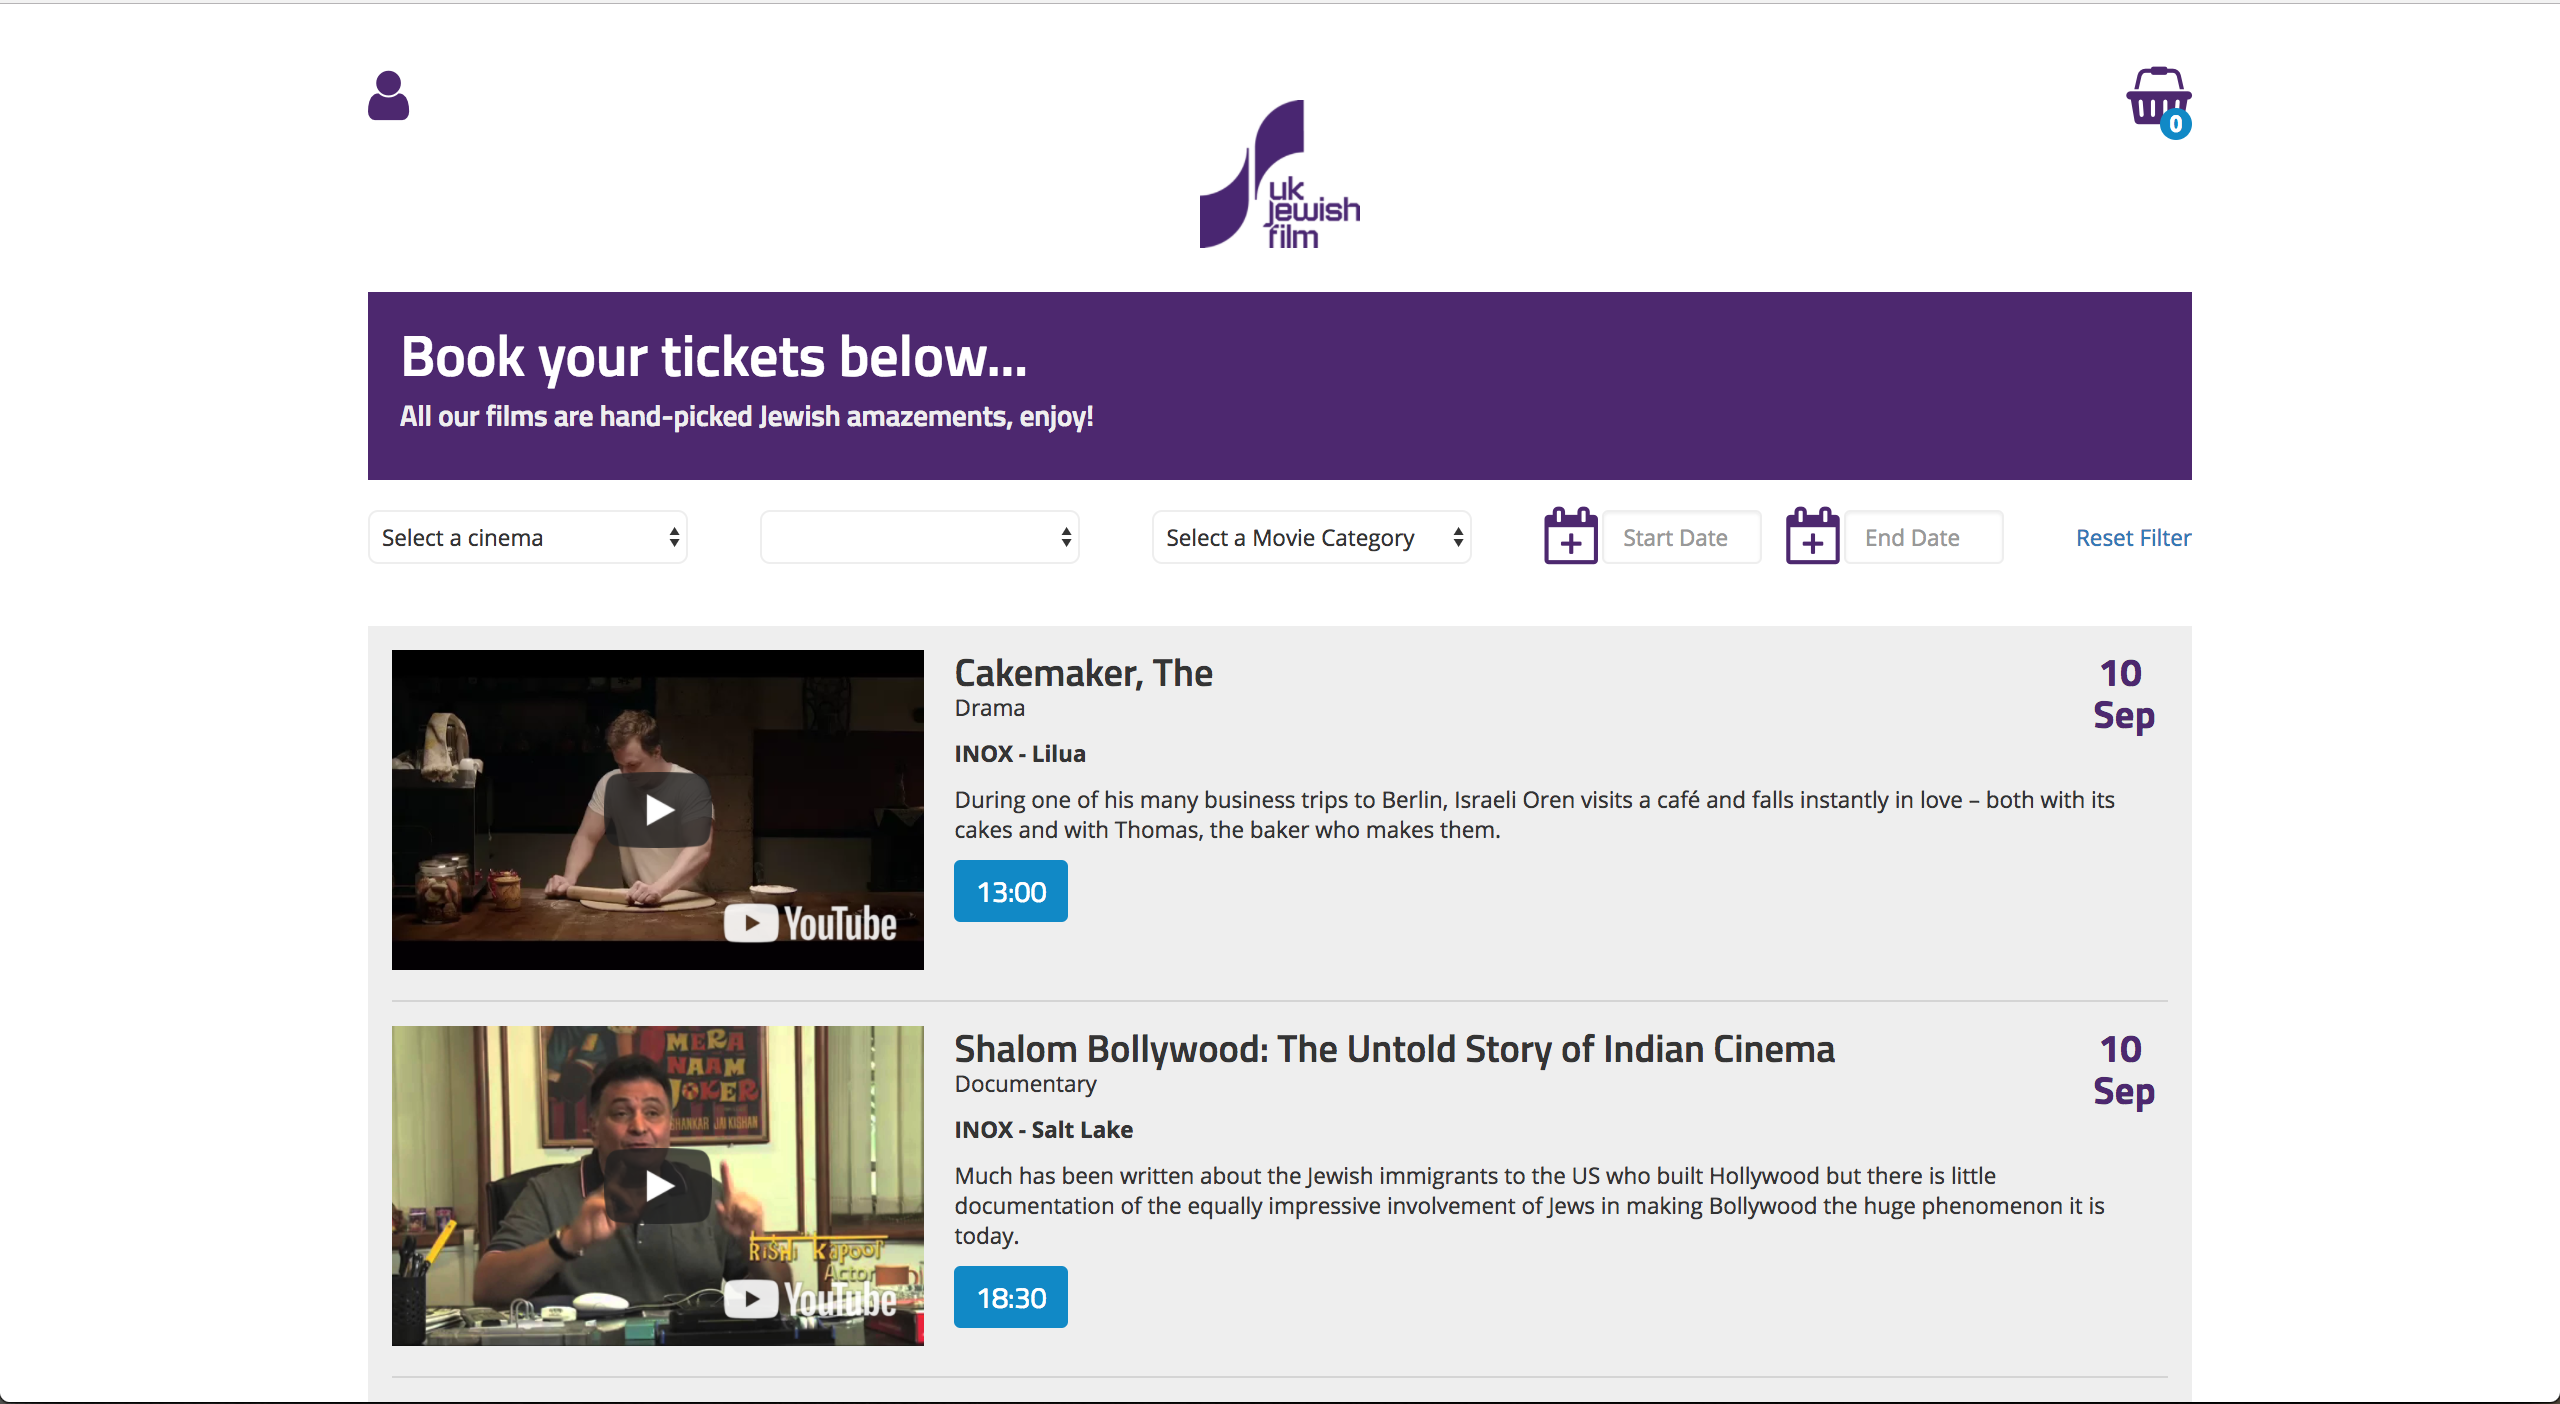 0
uk
jewish
film
Book your tickets below...
All our films are hand-picked Jewish amazements, enjoy!
Select a cinema
Select a Movie Category
Start Date
End Date
Reset Filter
Cakemaker, The
10
Sep
Drama
INOX - Lilua
During one of his many business trips to Berlin, Israeli Oren visits a café and falls instantly in love – both with its
cakes and with Thomas, the baker who makes them.
13:00
YouTube
Shalom Bollywood: The Untold Story of Indian Cinema
10
Sep
Documentary
INOX - Salt Lake
Much has been written about the Jewish immigrants to the US who built Hollywood but there is little
documentation of the equally impressive involvement of Jews in making Bollywood the huge phenomenon it is
today.
18:30
MERA
NAAM
JOKER
SHANKAR JAIKISHAN
Rishi Kapoor
Actor
YouTube